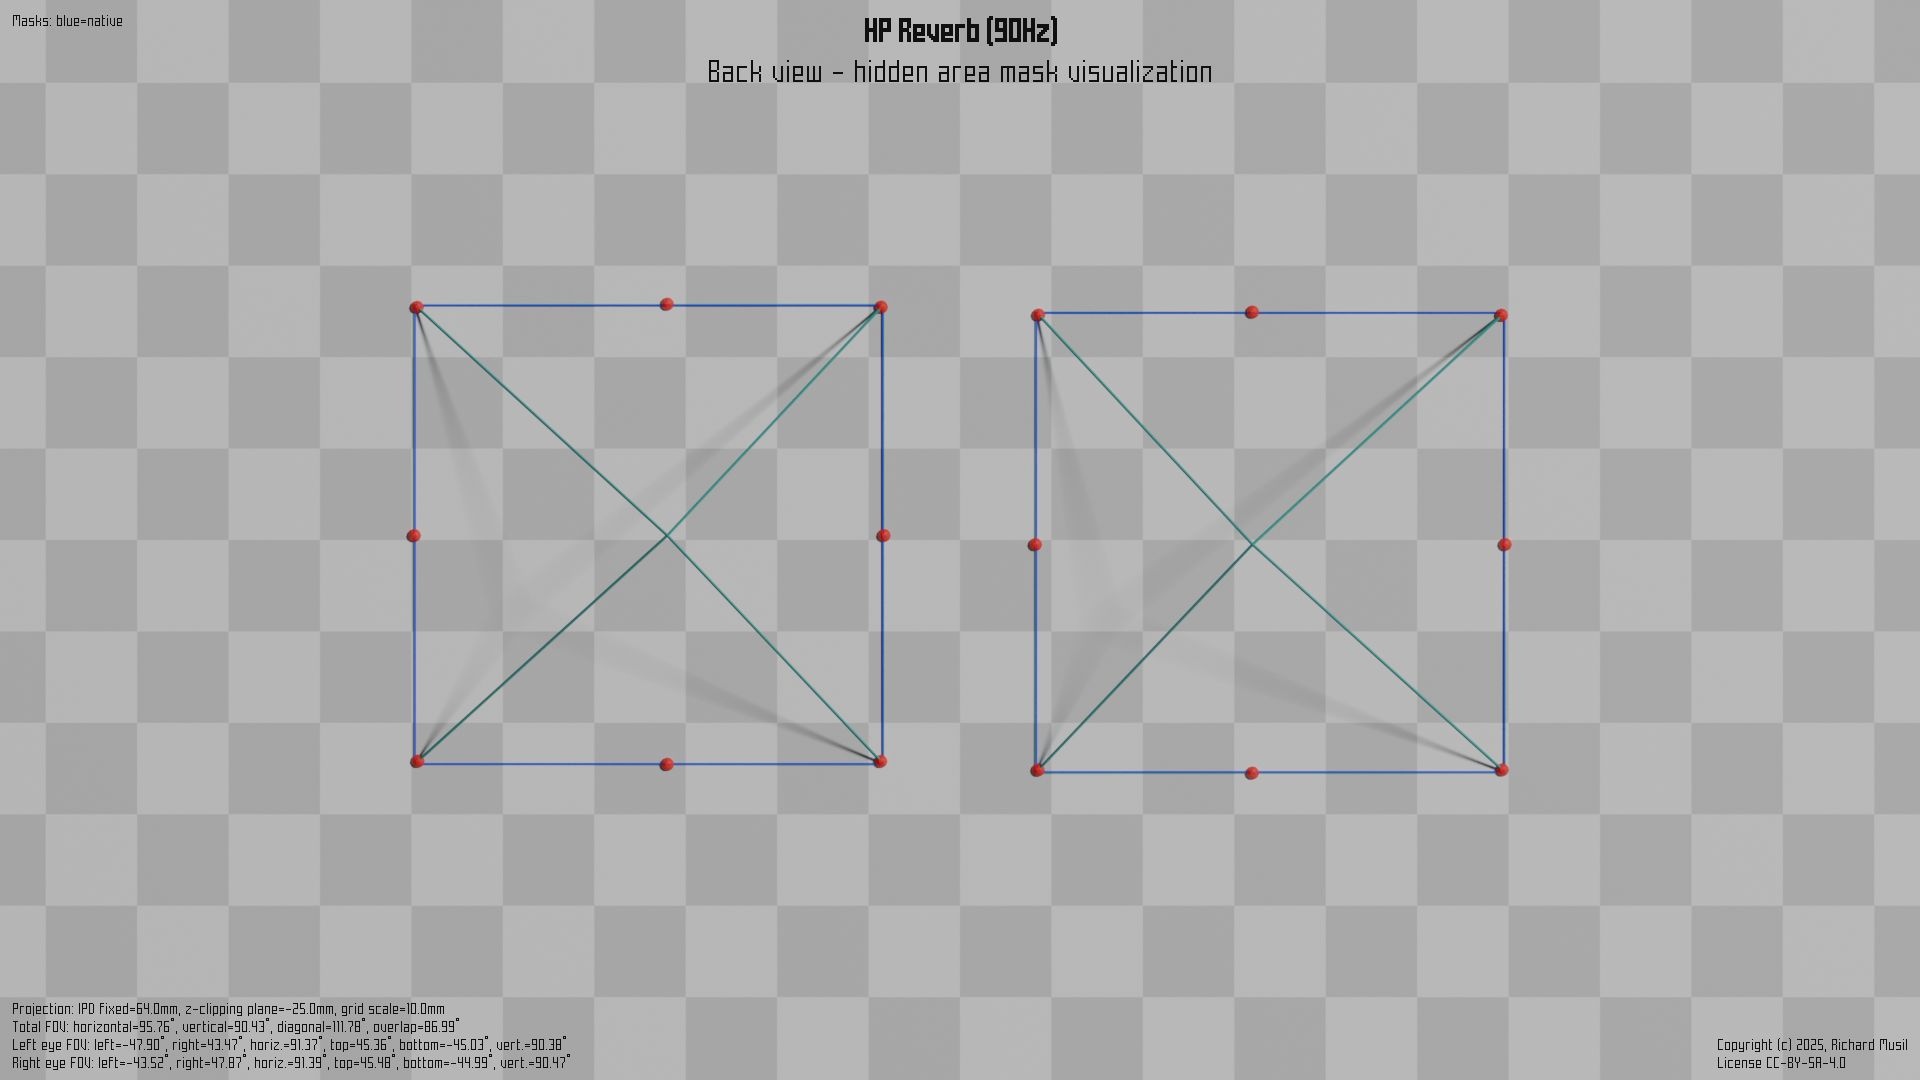 Masks: blue=native
HP Reverb (90Hz)
Back view - hidden area mask visualization
Projection: IPD fixed=64.0mm, z-clipping plane=-25.0mm, grid scale=10.0mm
Total FOV: horizontal=95.76°, vertical=90.43°, diagonal=111.78°, overlap=86.99°
Left eye FOV: left=-47.90°, right=43.47°, horiz.=91.37°, top=45.36°, bottom=-45.03°, vert.=90.38°
Right eye FOV: left=-43.52°, right=47.87°, horiz.=91.39°, top=45.48°, bottom=-44.99°, vert.=90.47°
Copyright (c) 2025, Richard Musil
License CC-BY-SA-4.0